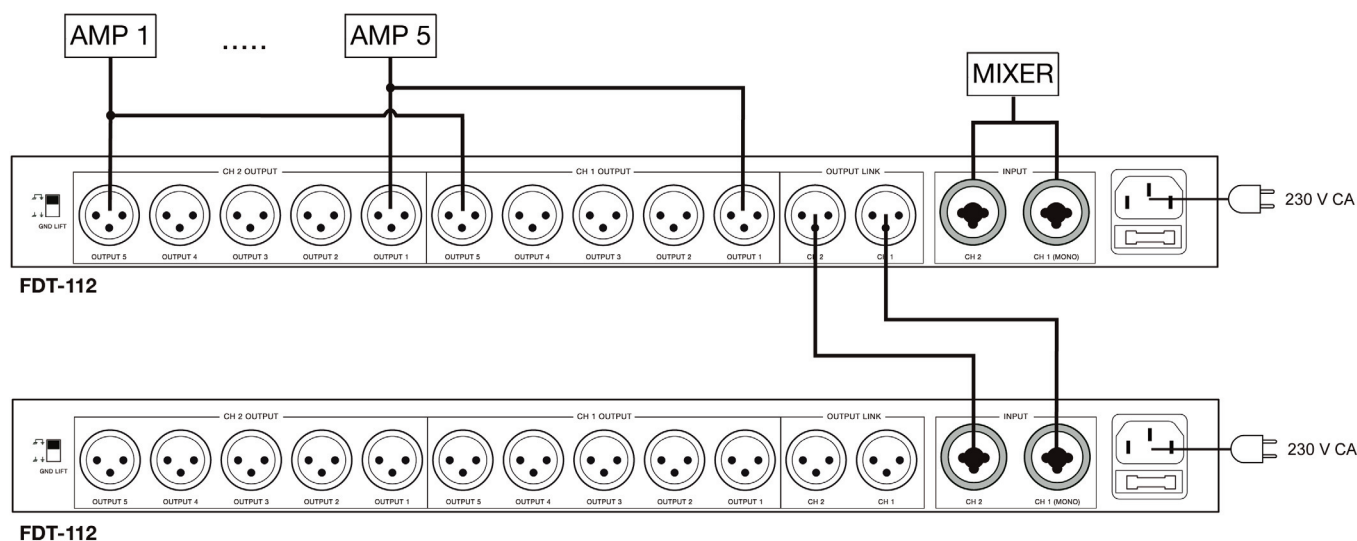 AMP 1 ..... AMP 5
MIXER
CH 2 OUTPUT CH 1 OUTPUT OUTPUT LINK INPUT
GND LIFT
OUTPUT 5 OUTPUT 4 OUTPUT 3 OUTPUT 2 OUTPUT 1 OUTPUT 5 OUTPUT 4 OUTPUT 3 OUTPUT 2 OUTPUT 1 CH 2 CH 1 CH 2 CH 1 (MONO)
230 V CA
FDT-112
CH 2 OUTPUT CH 1 OUTPUT OUTPUT LINK INPUT
GND LIFT
OUTPUT 5 OUTPUT 4 OUTPUT 3 OUTPUT 2 OUTPUT 1 OUTPUT 5 OUTPUT 4 OUTPUT 3 OUTPUT 2 OUTPUT 1 CH 2 CH 1 CH 2 CH 1 (MONO)
230 V CA
FDT-112